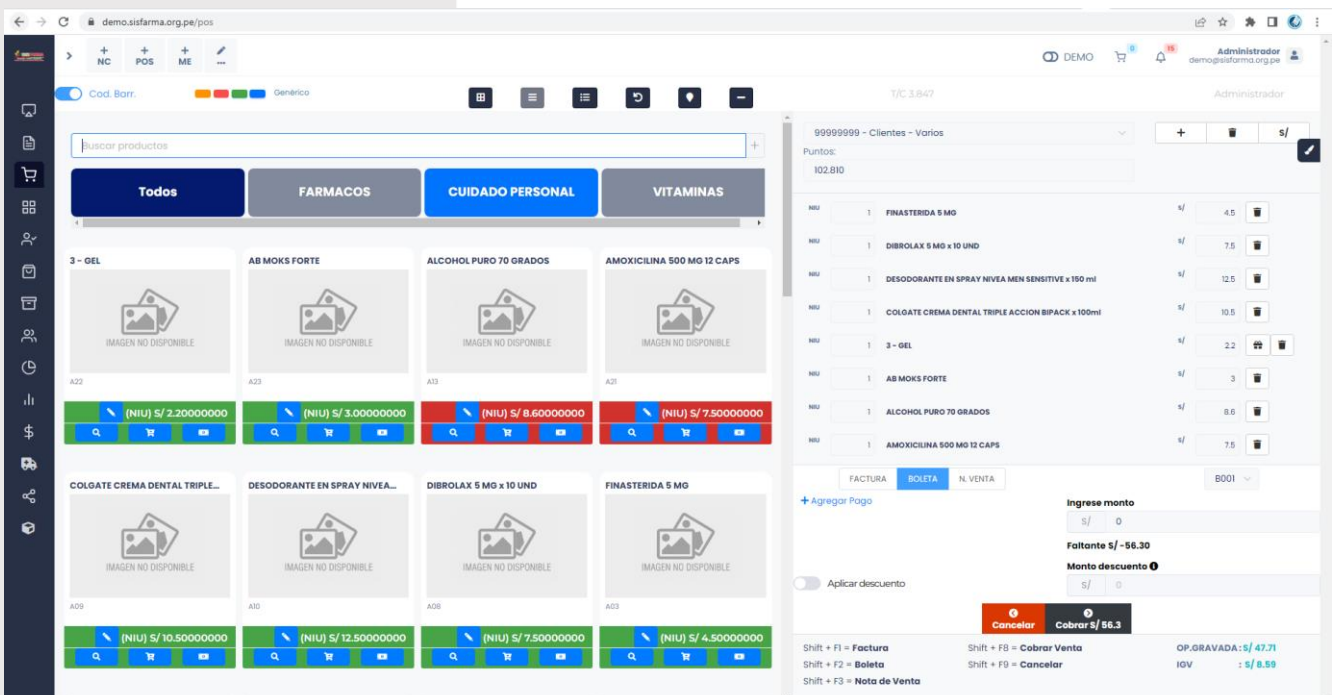 demo.sisfarma.org.pe/pos
+ NC
+ POS
+ ME
...
DEMO
0
15
Administrador
demo@sisfarma.org.pe
Cod. Barr.
Genérico
T/C 3.847
Administrador
Buscar productos
+
Todos
FARMACOS
CUIDADO PERSONAL
VITAMINAS
3 - GEL
AB MOKS FORTE
ALCOHOL PURO 70 GRADOS
AMOXICILINA 500 MG 12 CAPS
IMAGEN NO DISPONIBLE
IMAGEN NO DISPONIBLE
IMAGEN NO DISPONIBLE
IMAGEN NO DISPONIBLE
A22
A23
A13
A21
(NIU) S/ 2.20000000
(NIU) S/ 3.00000000
(NIU) S/ 8.60000000
(NIU) S/ 7.50000000
COLGATE CREMA DENTAL TRIPLE...
DESODORANTE EN SPRAY NIVEA...
DIBROLAX 5 MG x 10 UND
FINASTERIDA 5 MG
IMAGEN NO DISPONIBLE
IMAGEN NO DISPONIBLE
IMAGEN NO DISPONIBLE
IMAGEN NO DISPONIBLE
A09
A10
A08
A03
(NIU) S/ 10.50000000
(NIU) S/ 12.50000000
(NIU) S/ 7.50000000
(NIU) S/ 4.50000000
99999999 - Clientes - Varios
+
S/
Puntos:
102.810
NIU 1 FINASTERIDA 5 MG S/ 4.5
NIU 1 DIBROLAX 5 MG x 10 UND S/ 7.5
NIU 1 DESODORANTE EN SPRAY NIVEA MEN SENSITIVE x 150 ml S/ 12.5
NIU 1 COLGATE CREMA DENTAL TRIPLE ACCION BIPACK x 100ml S/ 10.5
NIU 1 3 - GEL S/ 2.2
NIU 1 AB MOKS FORTE S/ 3
NIU 1 ALCOHOL PURO 70 GRADOS S/ 8.6
NIU 1 AMOXICILINA 500 MG 12 CAPS S/ 7.5
FACTURA
BOLETA
N. VENTA
B001
+ Agregar Pago
Ingrese monto
S/ 0
Faltante S/ -56.30
Monto descuento
Aplicar descuento
S/ 0
Cancelar
Cobrar S/ 56.3
Shift + F1 = Factura
Shift + F8 = Cobrar Venta
OP.GRAVADA : S/ 47.71
Shift + F2 = Boleta
Shift + F9 = Cancelar
IGV : S/ 8.59
Shift + F3 = Nota de Venta